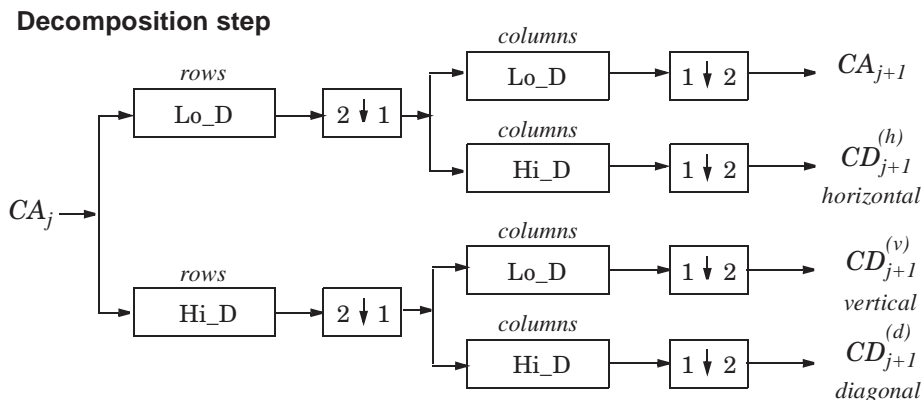 Decomposition step
columns
rows
Lo_D
1 ↓ 2
CA_{j+1}
Lo_D
2 ↓ 1
columns
Hi_D
1 ↓ 2
CD_{j+1}^{(h)}
horizontal
CA_j
columns
rows
Lo_D
1 ↓ 2
CD_{j+1}^{(v)}
vertical
Hi_D
2 ↓ 1
columns
Hi_D
1 ↓ 2
CD_{j+1}^{(d)}
diagonal